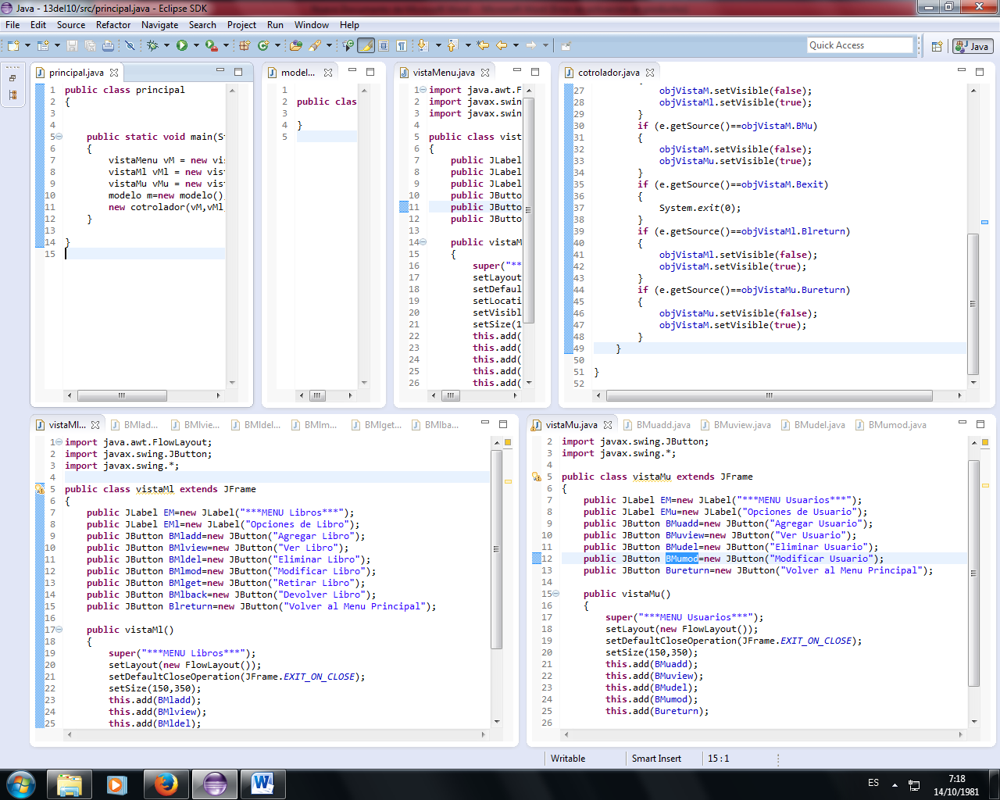 Java - 13del10/src/principal.java - Eclipse SDK
File Edit Source Refactor Navigate Search Project Run Window Help
Quick Access
Java
principal.java
1 public class principal
2 {
3
4
5 public static void main(S
6 {
7 vistaMenu vM = new vis
8 vistaMl vMl = new vist
9 vistaMu vMu = new vist
10 modelo m=new modelo()
11 new cotrolador(vM,vMl
12 }
13
14 }
15
model...
1
2 public clas
3
4 }
5
vistaMenu.java
1 import java.awt.F
2 import javax.swin
3 import javax.swin
4
5 public class vist
6 {
7 public JLabel
8 public JLabel
9 public JLabel
10 public JButto
11 public JButto
12 public JButto
13
14 public vistaM
15 {
16 super("**
17 setLayout
18 setDefaul
19 setLocati
20 setVisibl
21 setSize(1
22 this.add(
23 this.add(
24 this.add(
25 this.add(
26 this.add(
cotrolador.java
27 objVistaM.setVisible(false);
28 objVistaMl.setVisible(true);
29 }
30 if (e.getSource()==objVistaM.BMu)
31 {
32 objVistaM.setVisible(false);
33 objVistaMu.setVisible(true);
34 }
35 if (e.getSource()==objVistaM.Bexit)
36 {
37 System.exit(0);
38 }
39 if (e.getSource()==objVistaMl.Blreturn)
40 {
41 objVistaMl.setVisible(false);
42 objVistaM.setVisible(true);
43 }
44 if (e.getSource()==objVistaMu.Bureturn)
45 {
46 objVistaMu.setVisible(false);
47 objVistaM.setVisible(true);
48 }
49 }
50
51 }
52
vistaMl... BMlad... BMlvie... BMldel... BMlm... BMlget... BMlba...
1 import java.awt.FlowLayout;
2 import javax.swing.JButton;
3 import javax.swing.*;
4
5 public class vistaMl extends JFrame
6 {
7 public JLabel EM=new JLabel("***MENU Libros***");
8 public JLabel EMl=new JLabel("Opciones de Libro");
9 public JButton BMladd=new JButton("Agregar Libro");
10 public JButton BMlview=new JButton("Ver Libro");
11 public JButton BMldel=new JButton("Eliminar Libro");
12 public JButton BMlmod=new JButton("Modificar Libro");
13 public JButton BMlget=new JButton("Retirar Libro");
14 public JButton BMlback=new JButton("Devolver Libro");
15 public JButton Blreturn=new JButton("Volver al Menu Principal");
16
17 public vistaMl()
18 {
19 super("***MENU Libros***");
20 setLayout(new FlowLayout());
21 setDefaultCloseOperation(JFrame.EXIT_ON_CLOSE);
22 setSize(150,350);
23 this.add(BMladd);
24 this.add(BMlview);
25 this.add(BMldel);
vistaMu.java BMuadd.java BMuview.java BMudel.java BMumod.java
2 import javax.swing.JButton;
3 import javax.swing.*;
4
5 public class vistaMu extends JFrame
6 {
7 public JLabel EM=new JLabel("***MENU Usuarios***");
8 public JLabel EMu=new JLabel("Opciones de Usuario");
9 public JButton BMuadd=new JButton("Agregar Usuario");
10 public JButton BMuview=new JButton("Ver Usuario");
11 public JButton BMudel=new JButton("Eliminar Usuario");
12 public JButton BMumod=new JButton("Modificar Usuario");
13 public JButton Bureturn=new JButton("Volver al Menu Principal");
14
15 public vistaMu()
16 {
17 super("***MENU Usuarios***");
18 setLayout(new FlowLayout());
19 setDefaultCloseOperation(JFrame.EXIT_ON_CLOSE);
20 setSize(150,350);
21 this.add(BMuadd);
22 this.add(BMuview);
23 this.add(BMudel);
24 this.add(BMumod);
25 this.add(Bureturn);
26
Writable Smart Insert 15 : 1
ES 7:18
14/10/1981